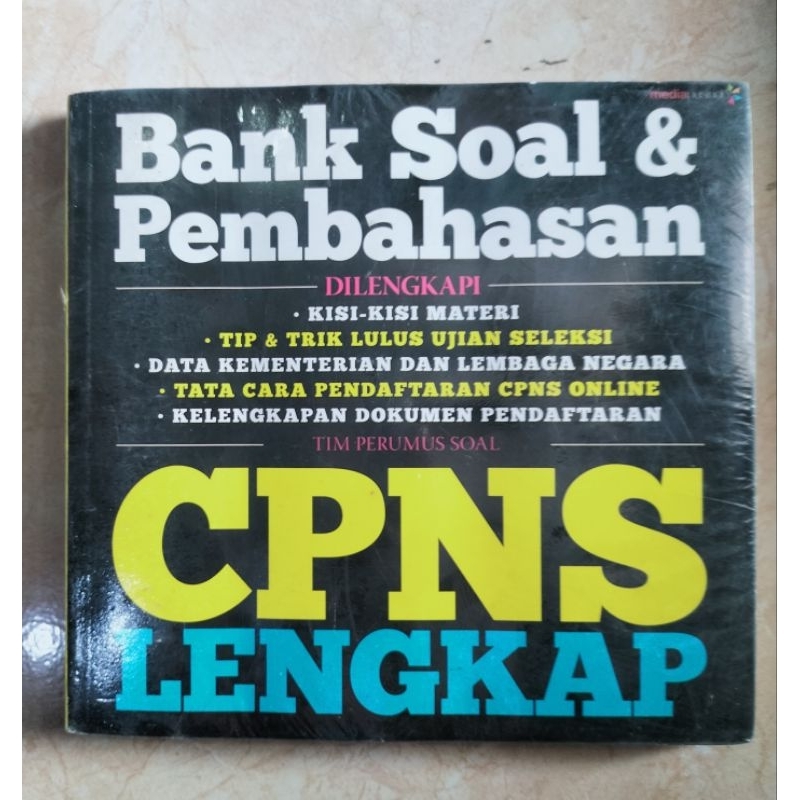 Bank Soal &
Pembahasan
DILENGKAPI
• KISI-KISI MATERI
• TIP & TRIK LULUS UJIAN SELEKSI
• DATA KEMENTERIAN DAN LEMBAGA NEGARA
• TATA CARA PENDAFTARAN CPNS ONLINE
• KELENGKAPAN DOKUMEN PENDAFTARAN
TIM PERUMUS SOAL
CPNS
LENGKAP